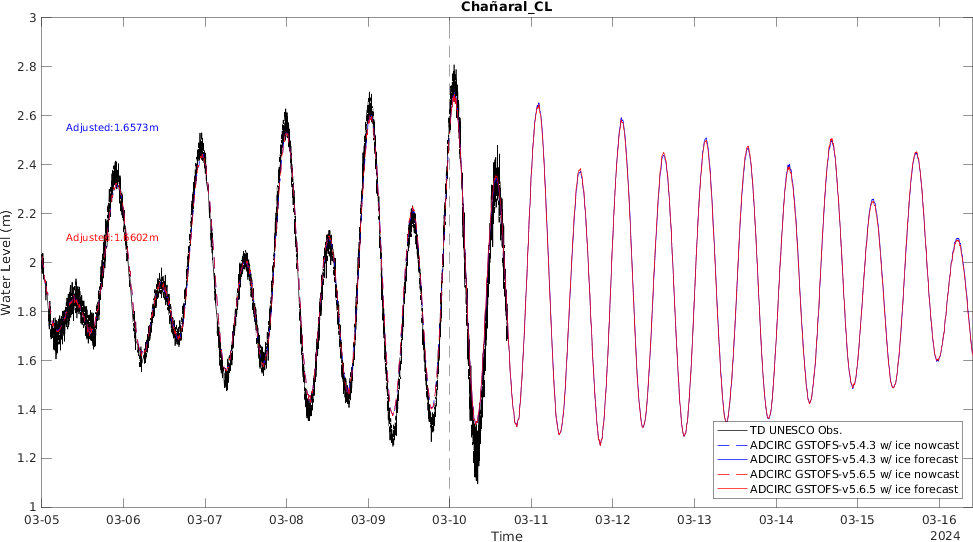 Chañaral_CL
3
2.8
2.6
2.4
2.2
2
1.8
1.6
1.4
1.2
1
Water Level (m)
Adjusted:1.6573m
Adjusted:1.6602m
TD UNESCO Obs.
ADCIRC GSTOFS-v5.4.3 w/ ice nowcast
ADCIRC GSTOFS-v5.4.3 w/ ice forecast
ADCIRC GSTOFS-v5.6.5 w/ ice nowcast
ADCIRC GSTOFS-v5.6.5 w/ ice forecast
03-05 03-06 03-07 03-08 03-09 03-10 03-11 03-12 03-13 03-14 03-15 03-16
Time
2024